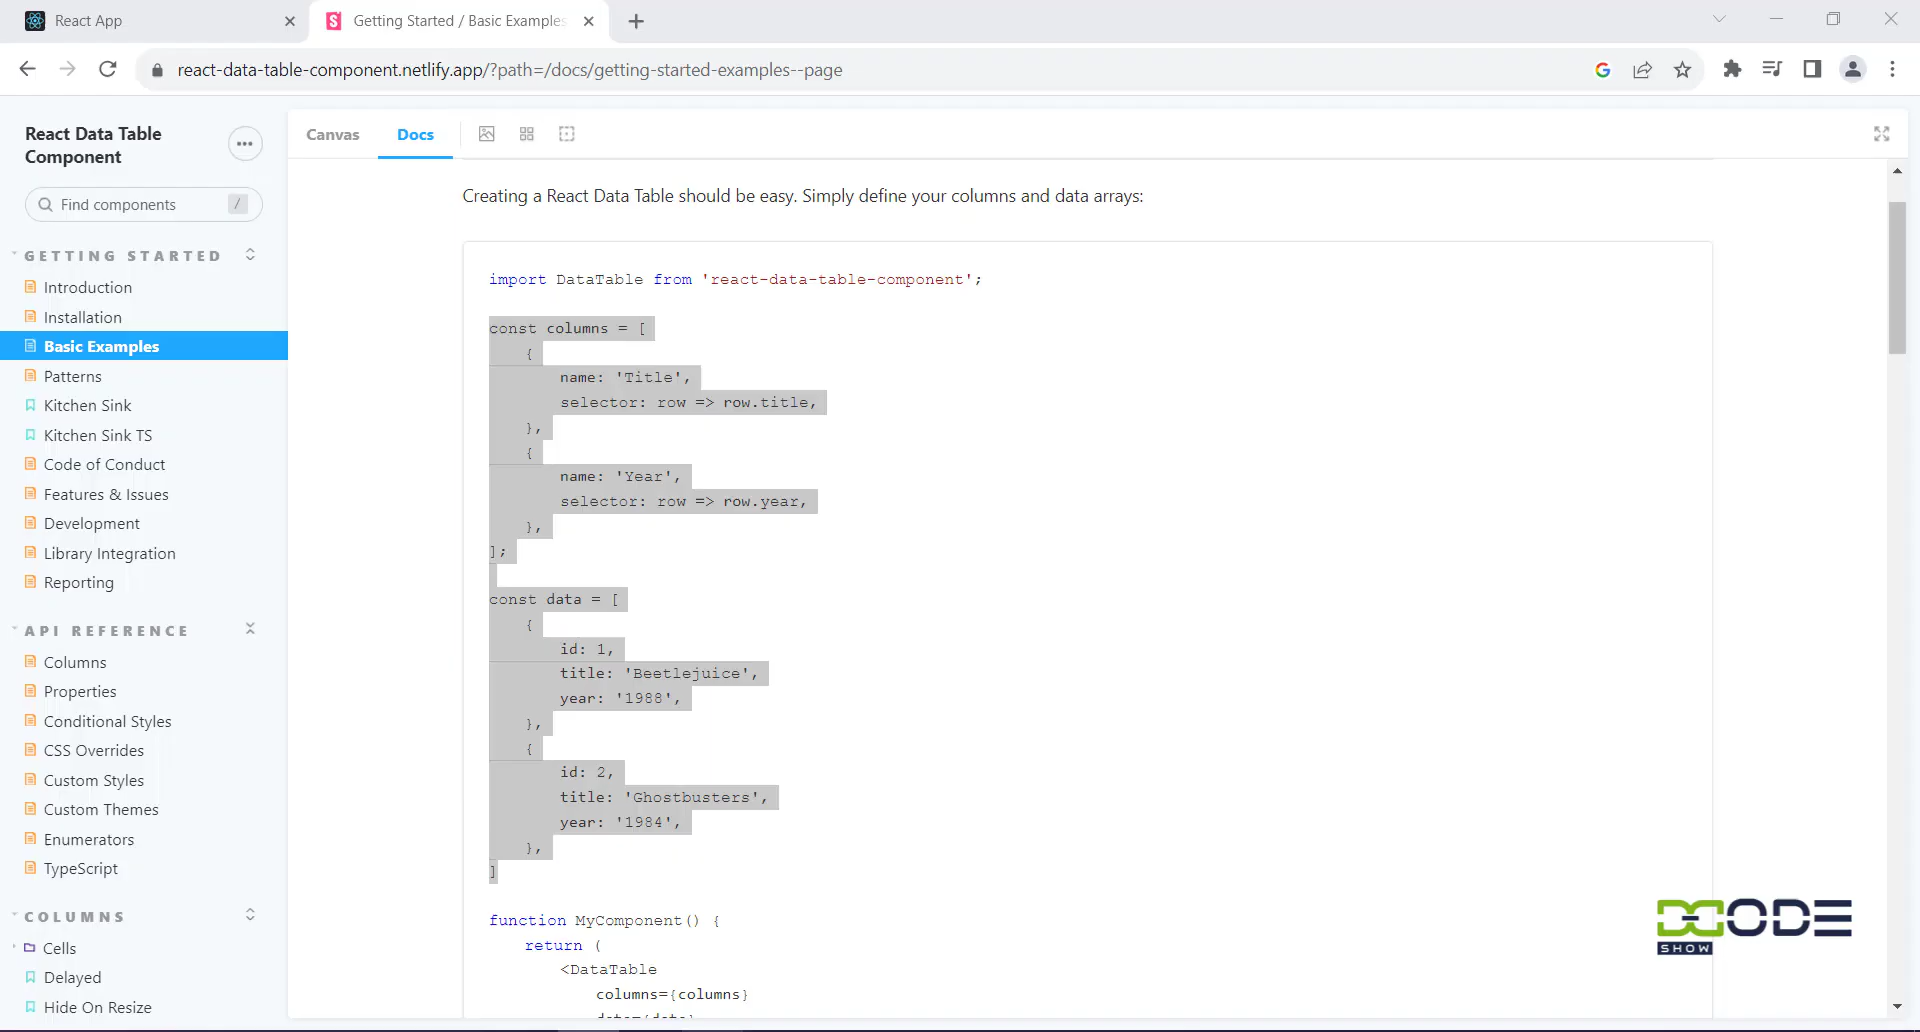 React App
Getting Started / Basic Examples
react-data-table-component.netlify.app/?path=/docs/getting-started-examples--page
React Data Table
Component
Find components
/
GETTING STARTED
Introduction
Installation
Basic Examples
Patterns
Kitchen Sink
Kitchen Sink TS
Code of Conduct
Features & Issues
Development
Library Integration
Reporting
API REFERENCE
Columns
Properties
Conditional Styles
CSS Overrides
Custom Styles
Custom Themes
Enumerators
TypeScript
COLUMNS
Cells
Delayed
Hide On Resize
Canvas
Docs
Creating a React Data Table should be easy. Simply define your columns and data arrays:
import DataTable from 'react-data-table-component';
const columns = [
{
name: 'Title',
selector: row => row.title,
},
{
name: 'Year',
selector: row => row.year,
},
];
const data = [
{
id: 1,
title: 'Beetlejuice',
year: '1988',
},
{
id: 2,
title: 'Ghostbusters',
year: '1984',
},
]
function MyComponent() {
return (
<DataTable
columns={columns}
data={data}
DCODE
SHOW